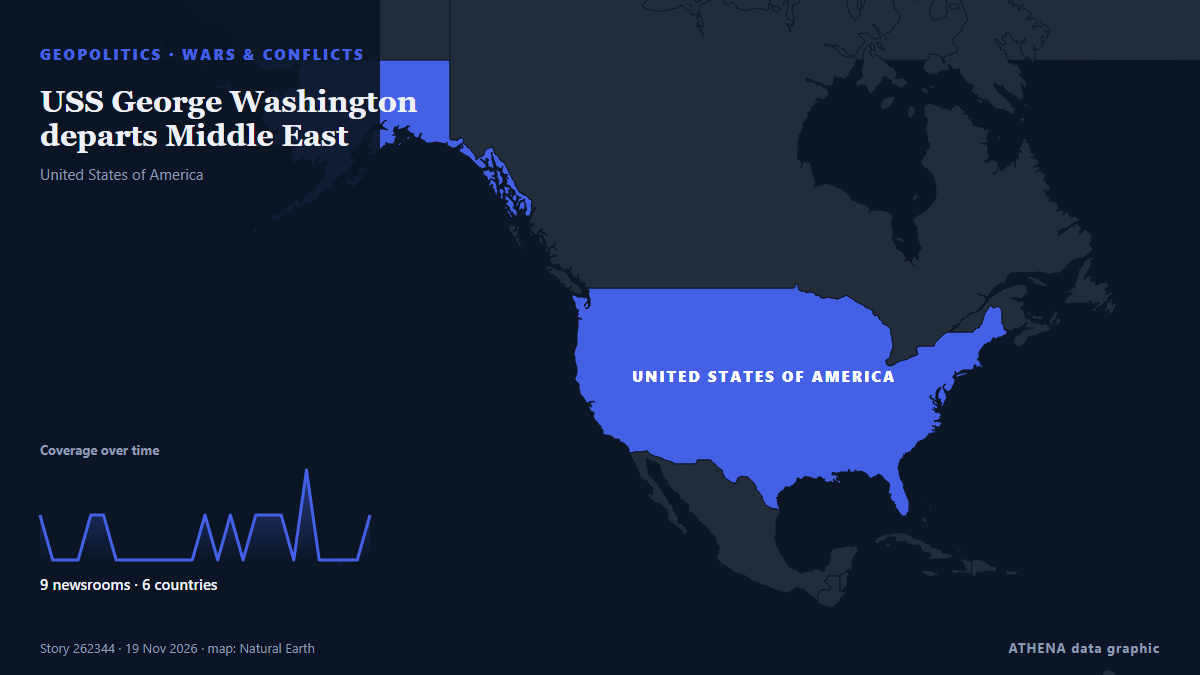 GEOPOLITICS · WARS & CONFLICTS
USS George Washington
departs Middle East
United States of America
UNITED STATES OF AMERICA
Coverage over time
9 newsrooms · 6 countries
Story 262344 · 19 Nov 2026 · map: Natural Earth
ATHENA data graphic